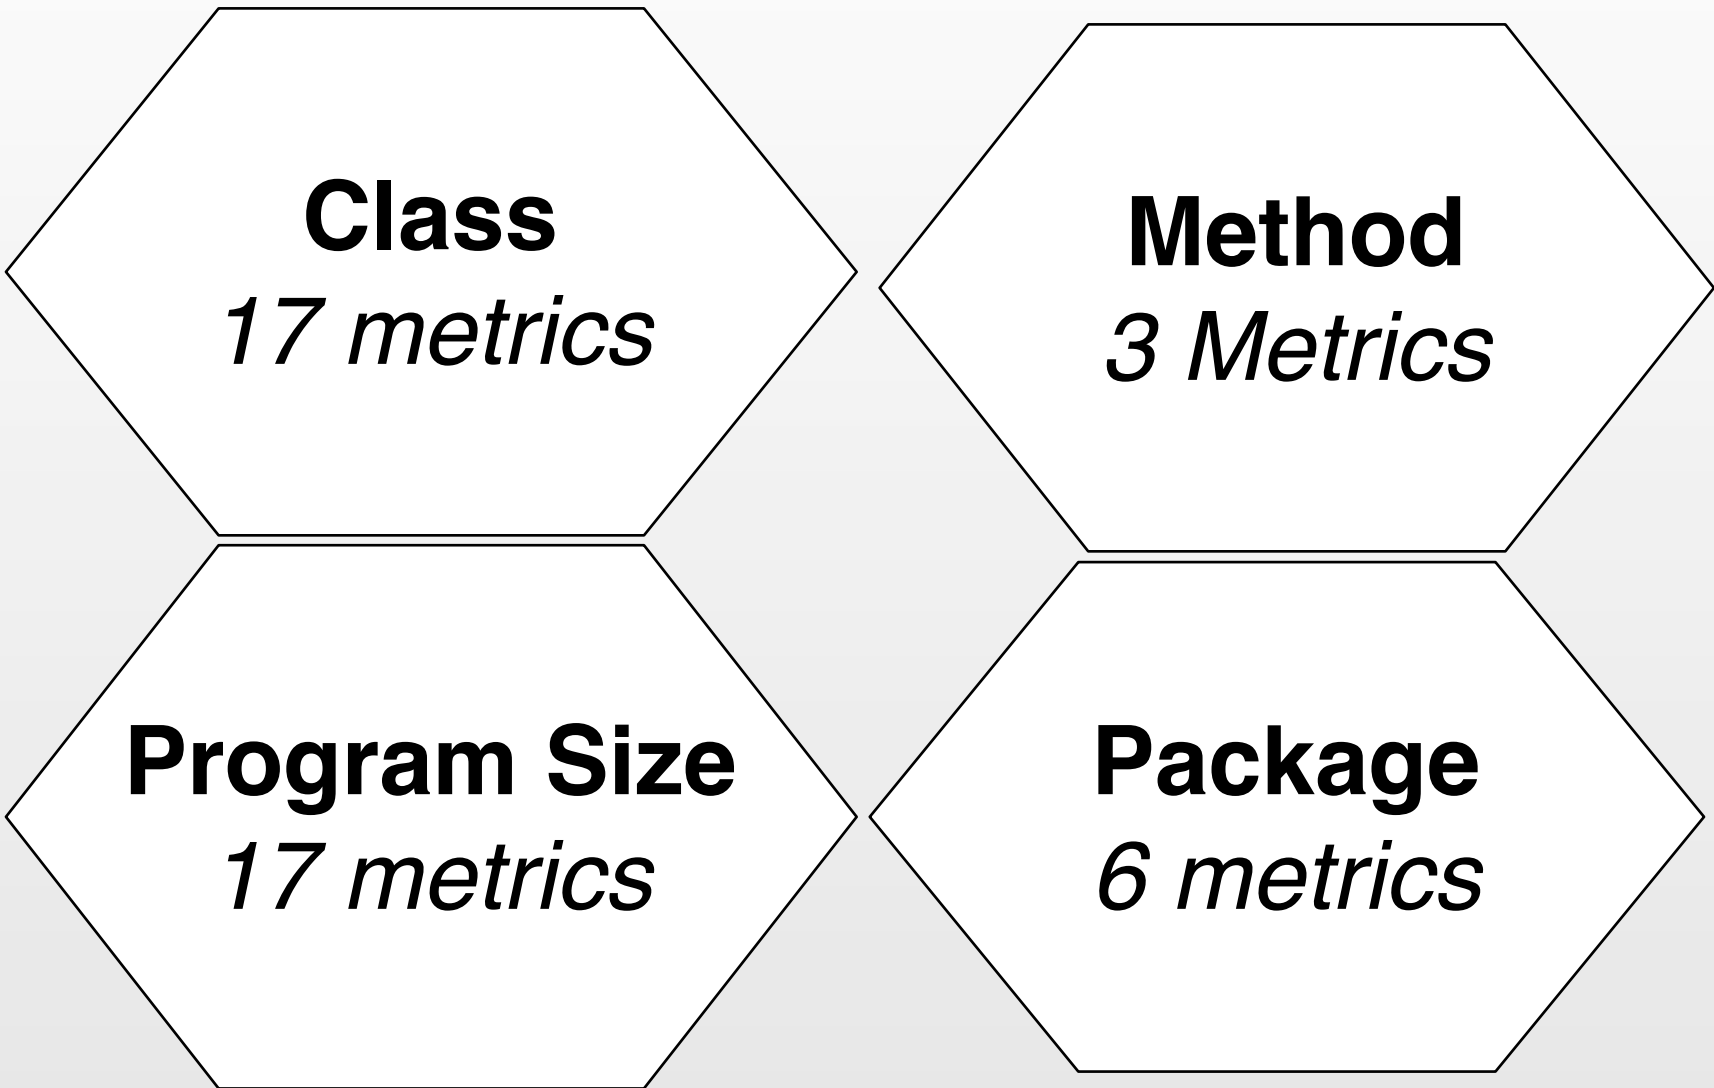 Class
17 metrics
Method
3 Metrics
Program Size
17 metrics
Package
6 metrics